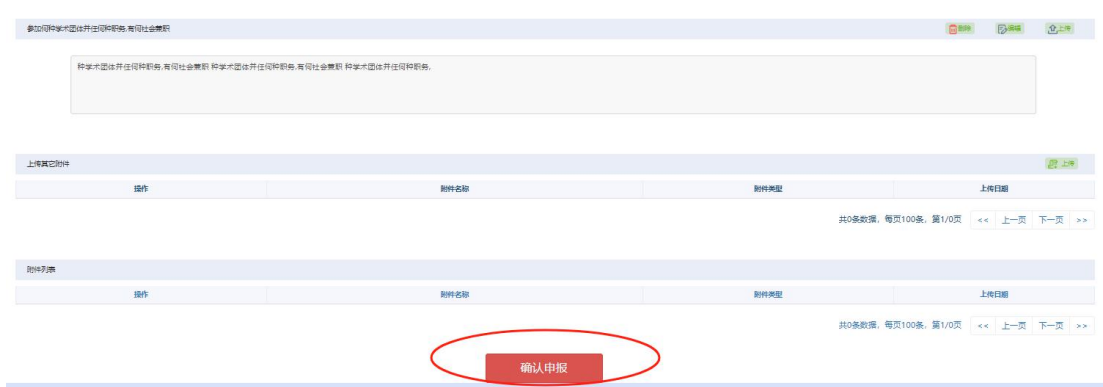 参加何种学术团体并任何种职务,有何社会兼职 删除 编辑 上传
种学术团体并任何种职务,有何社会兼职 种学术团体并任何种职务,有何社会兼职 种学术团体并任何种职务,
上传其它附件 上传
操作 附件名称 附件类型 上传日期
共0条数据, 每页100条, 第1/0页 << 上一页 下一页 >>
附件列表
操作 附件名称 附件类型 上传日期
共0条数据, 每页100条, 第1/0页 << 上一页 下一页 >>
确认申报